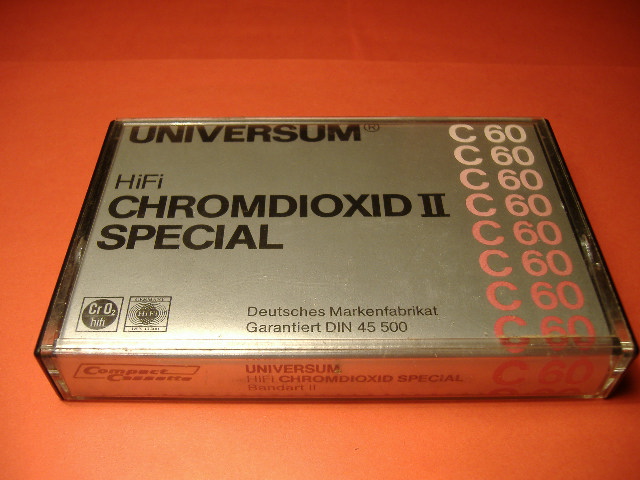 UNIVERSUM®
HiFi
CHROMDIOXID II
SPECIAL
C 60
C 60
C 60
C 60
C 60
C 60
C 60
C 60
CrO₂
hifi
HiFi
Deutsches Markenfabrikat
Garantiert DIN 45 500
Compact
Cassette
UNIVERSUM
HiFi CHROMDIOXID SPECIAL
Bandart II
C 60